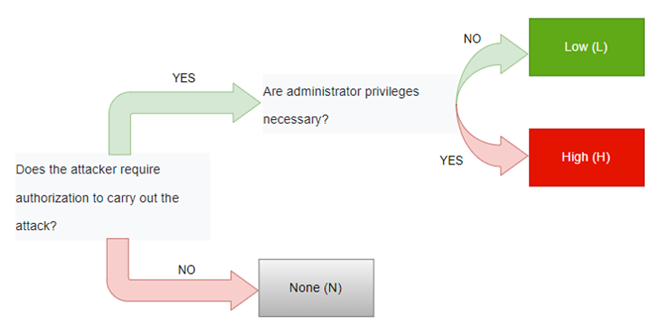 Does the attacker require
authorization to carry out the
attack?
YES
Are administrator privileges
necessary?
NO
Low (L)
YES
High (H)
NO
None (N)